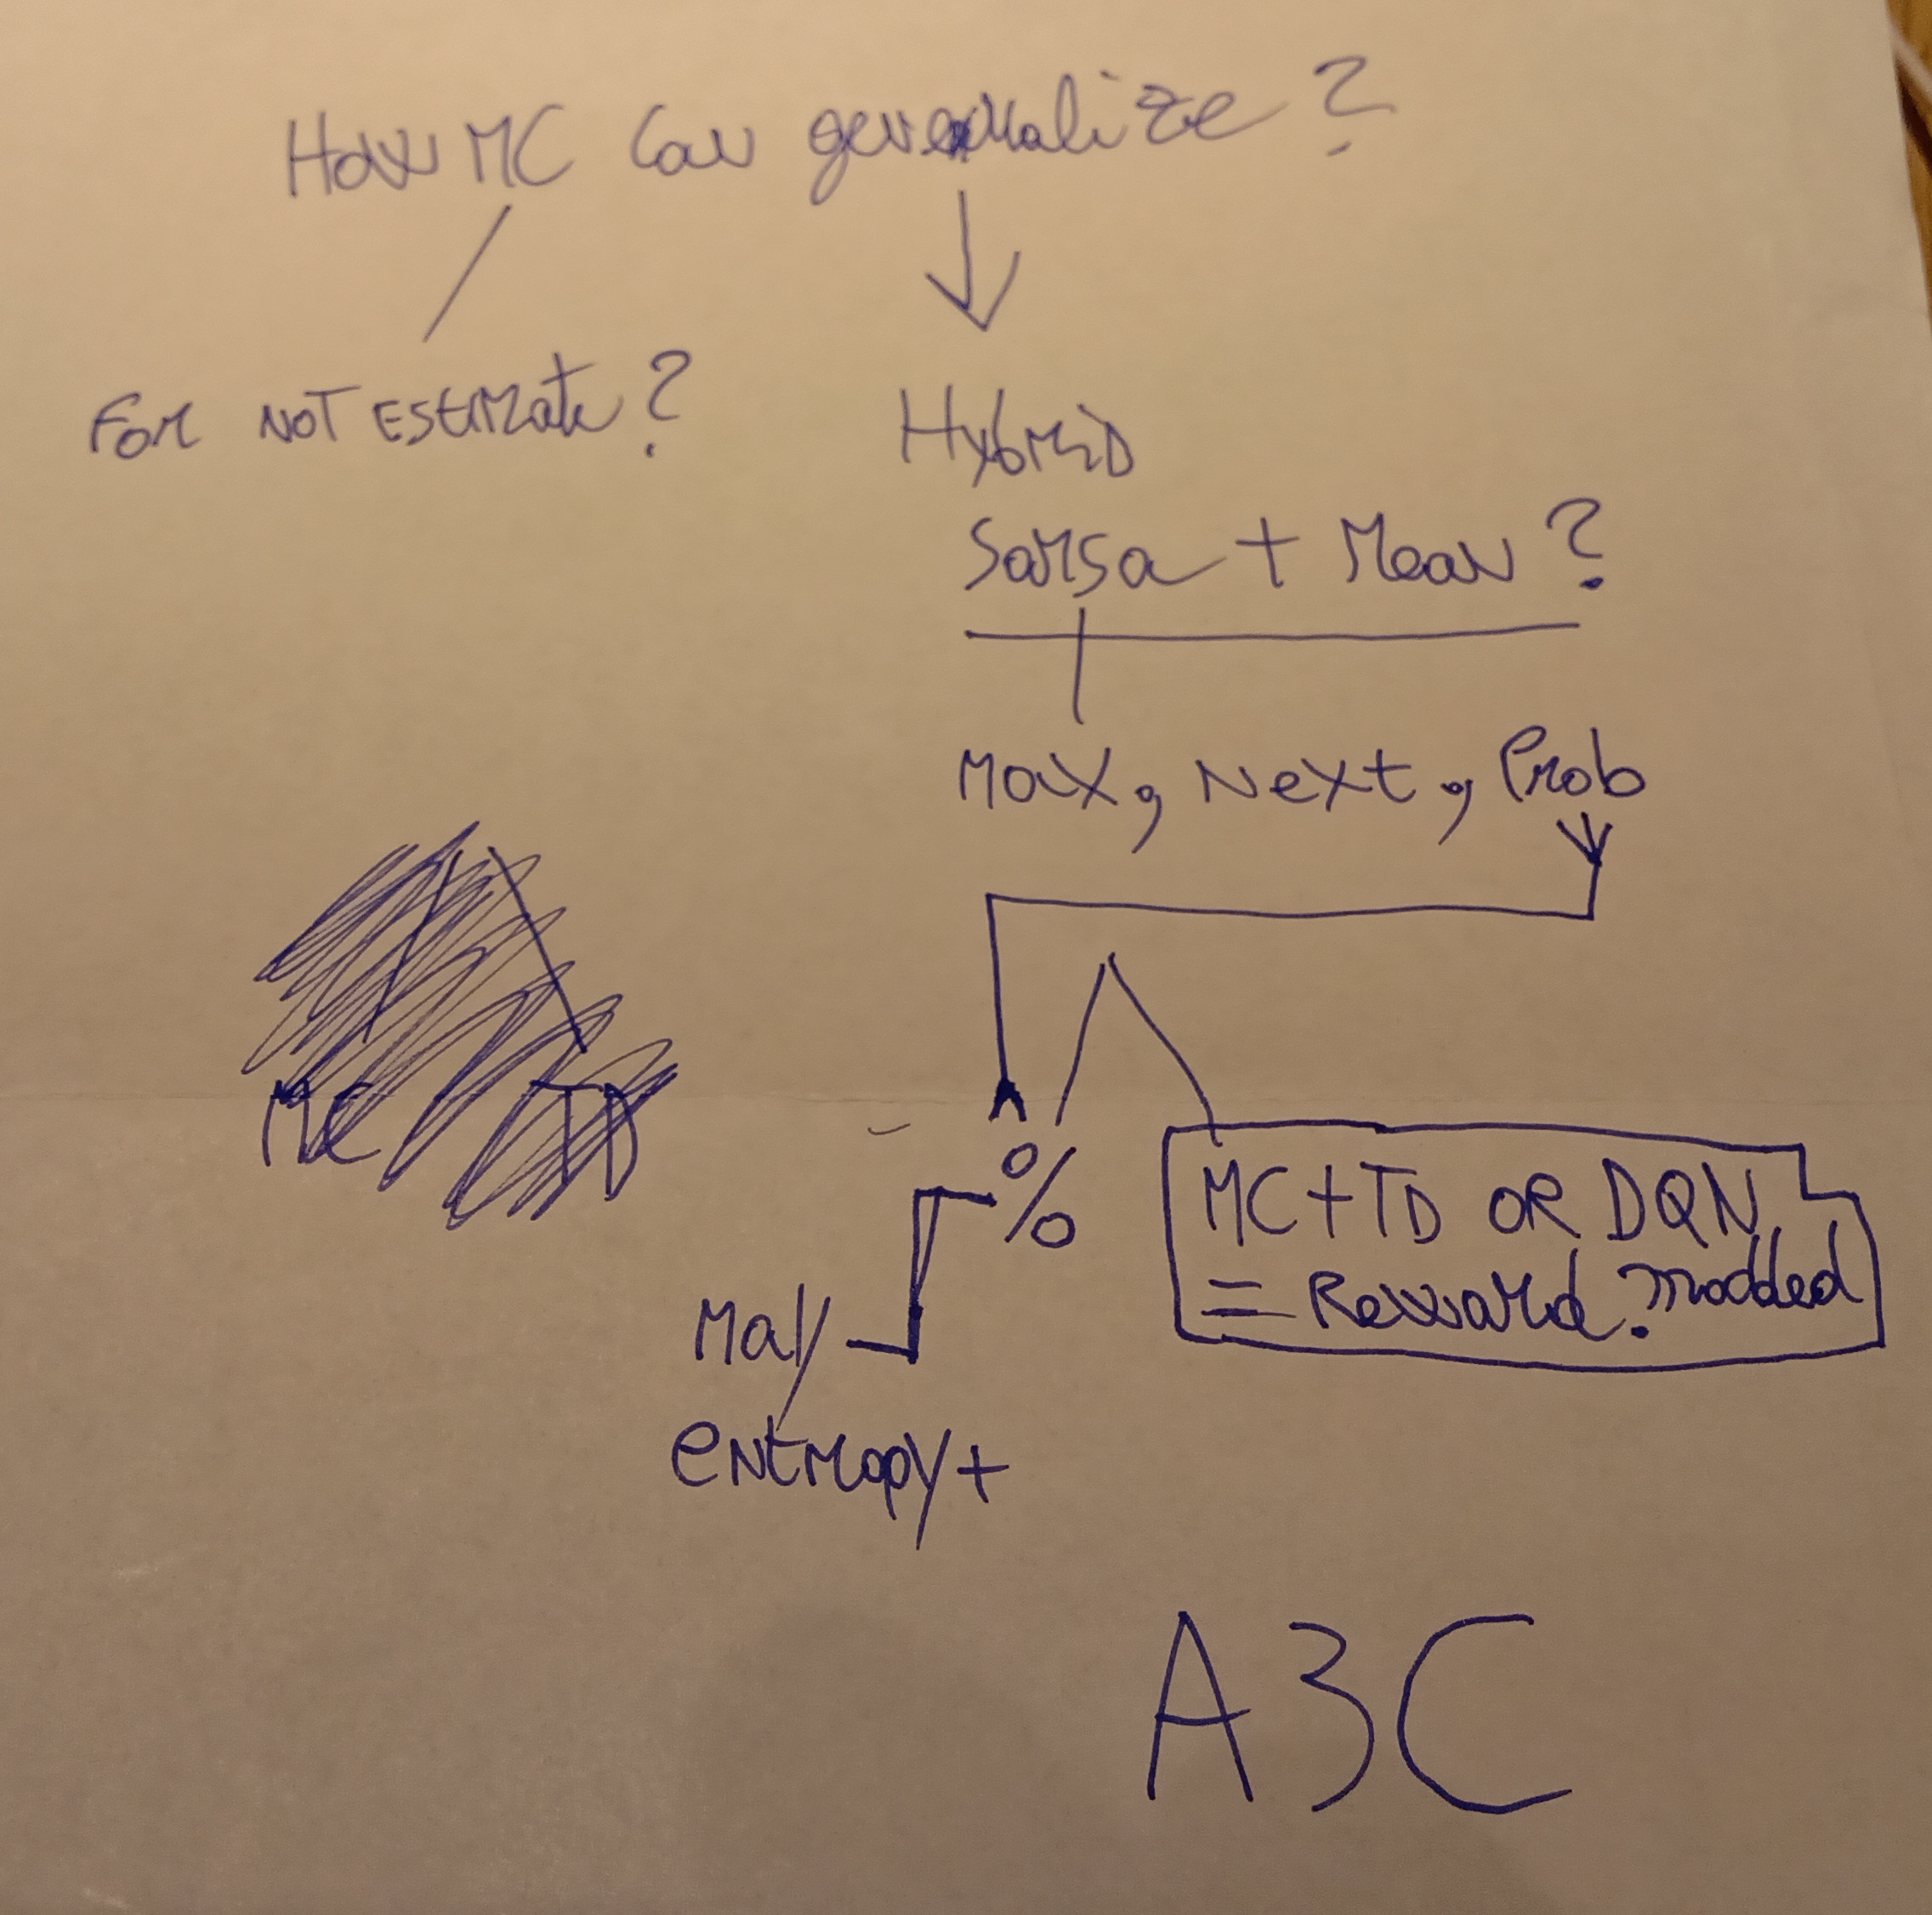 How MC Can generalize?
For NOT Estimate?
Hybrid
Sarsa + Mean?
Max, Next, Prob
MC TD
%
MC+TD OR DQN
= Reward. modded
May
entropy+
A3C